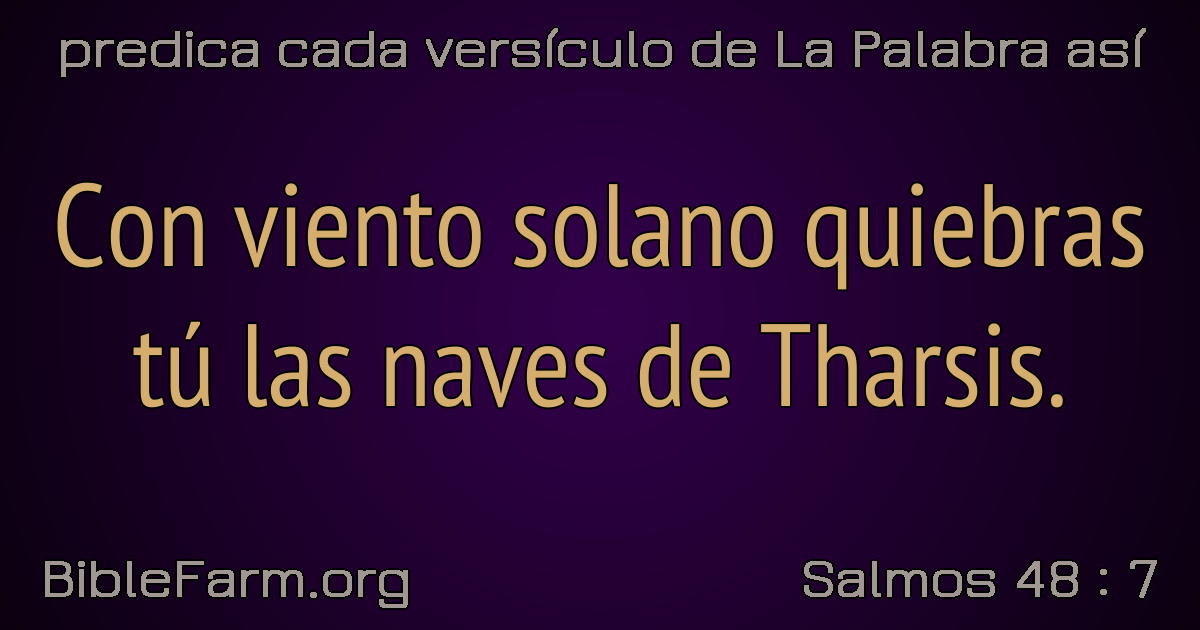 predica cada versículo de La Palabra así
Con viento solano quiebras
tú las naves de Tharsis.
BibleFarm.org
Salmos 48 : 7